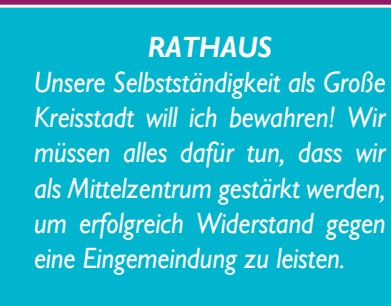 RATHAUS
Unsere Selbstständigkeit als Große
Kreisstadt will ich bewahren! Wir
müssen alles dafür tun, dass wir
als Mittelzentrum gestärkt werden,
um erfolgreich Widerstand gegen
eine Eingemeindung zu leisten.